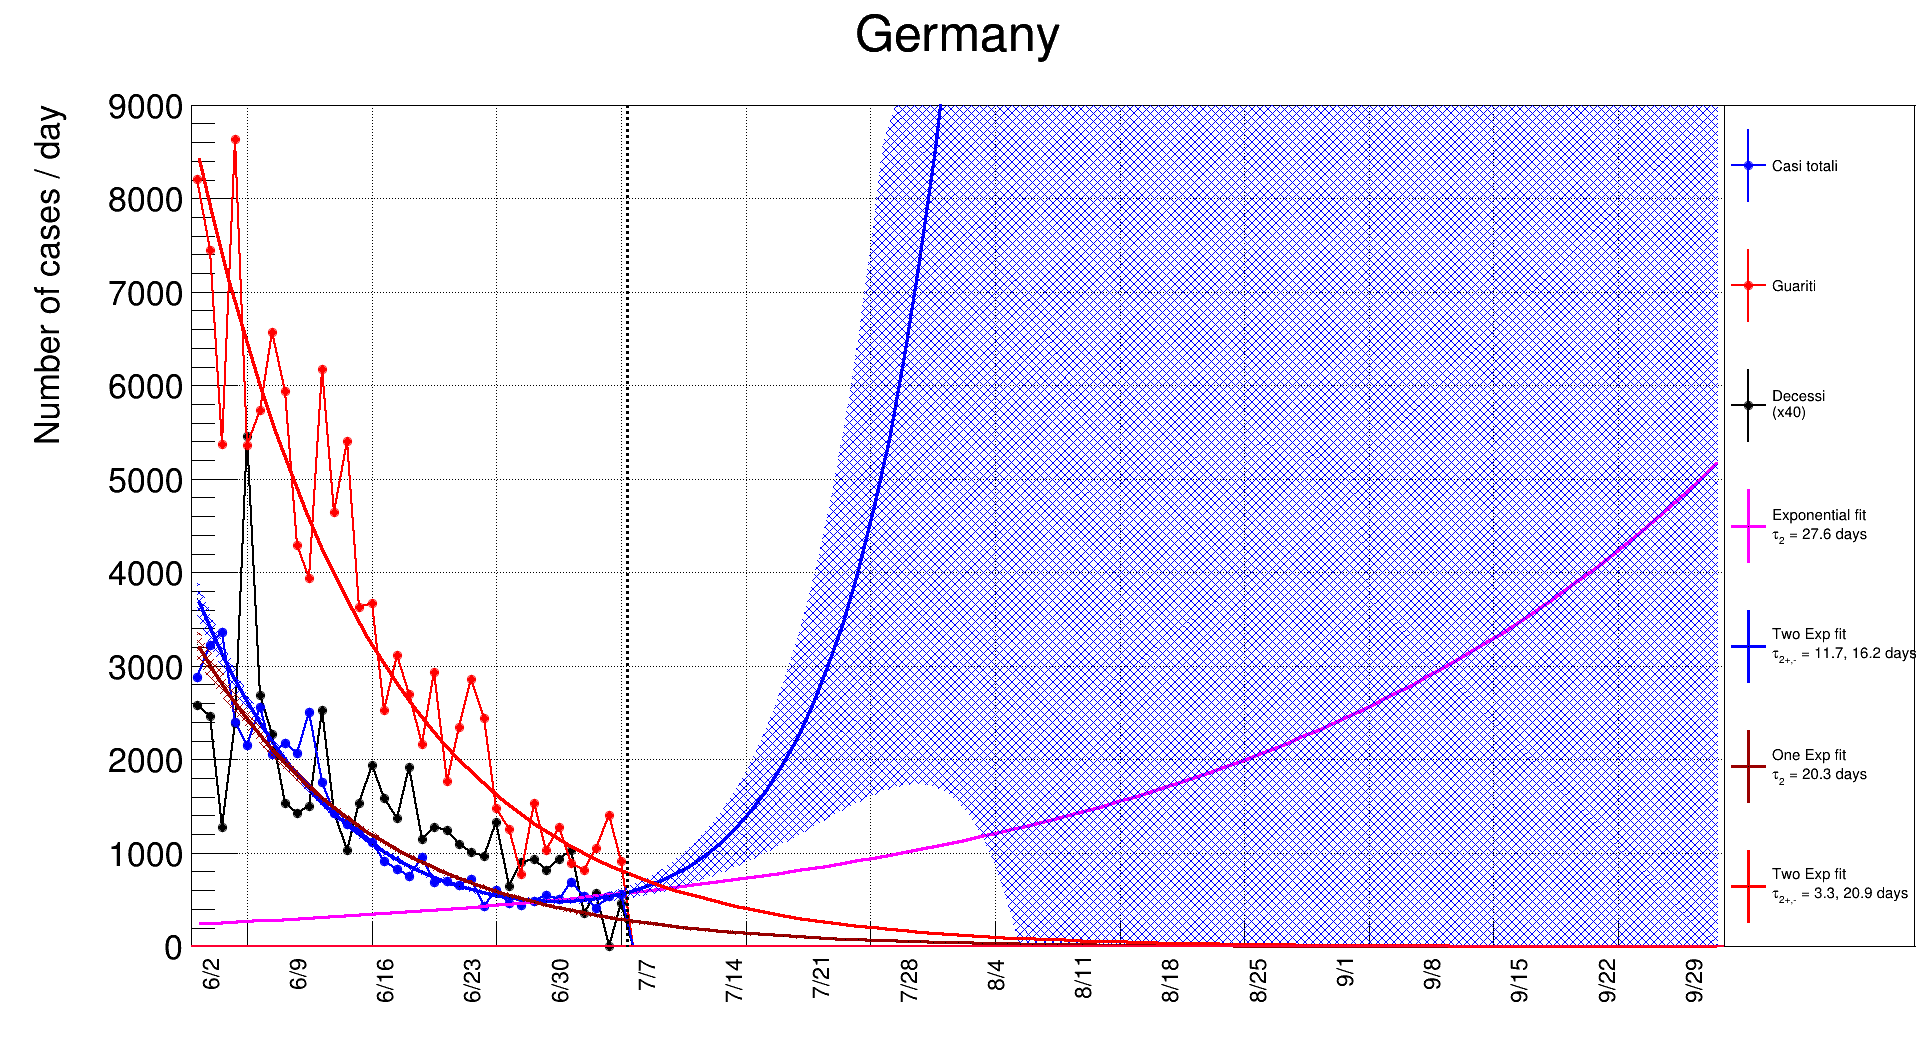 Germany
Number of cases / day
9000
8000
7000
6000
5000
4000
3000
2000
1000
0
6/2
6/9
6/16
6/23
6/30
7/7
7/14
7/21
7/28
8/4
8/11
8/18
8/25
9/1
9/8
9/15
9/22
9/29
Casi totali
Guariti
Decessi
(x40)
Exponential fit
τ2 = 27.6 days
Two Exp fit
τ2+,- = 11.7, 16.2 days
One Exp fit
τ2 = 20.3 days
Two Exp fit
τ2+,- = 3.3, 20.9 days